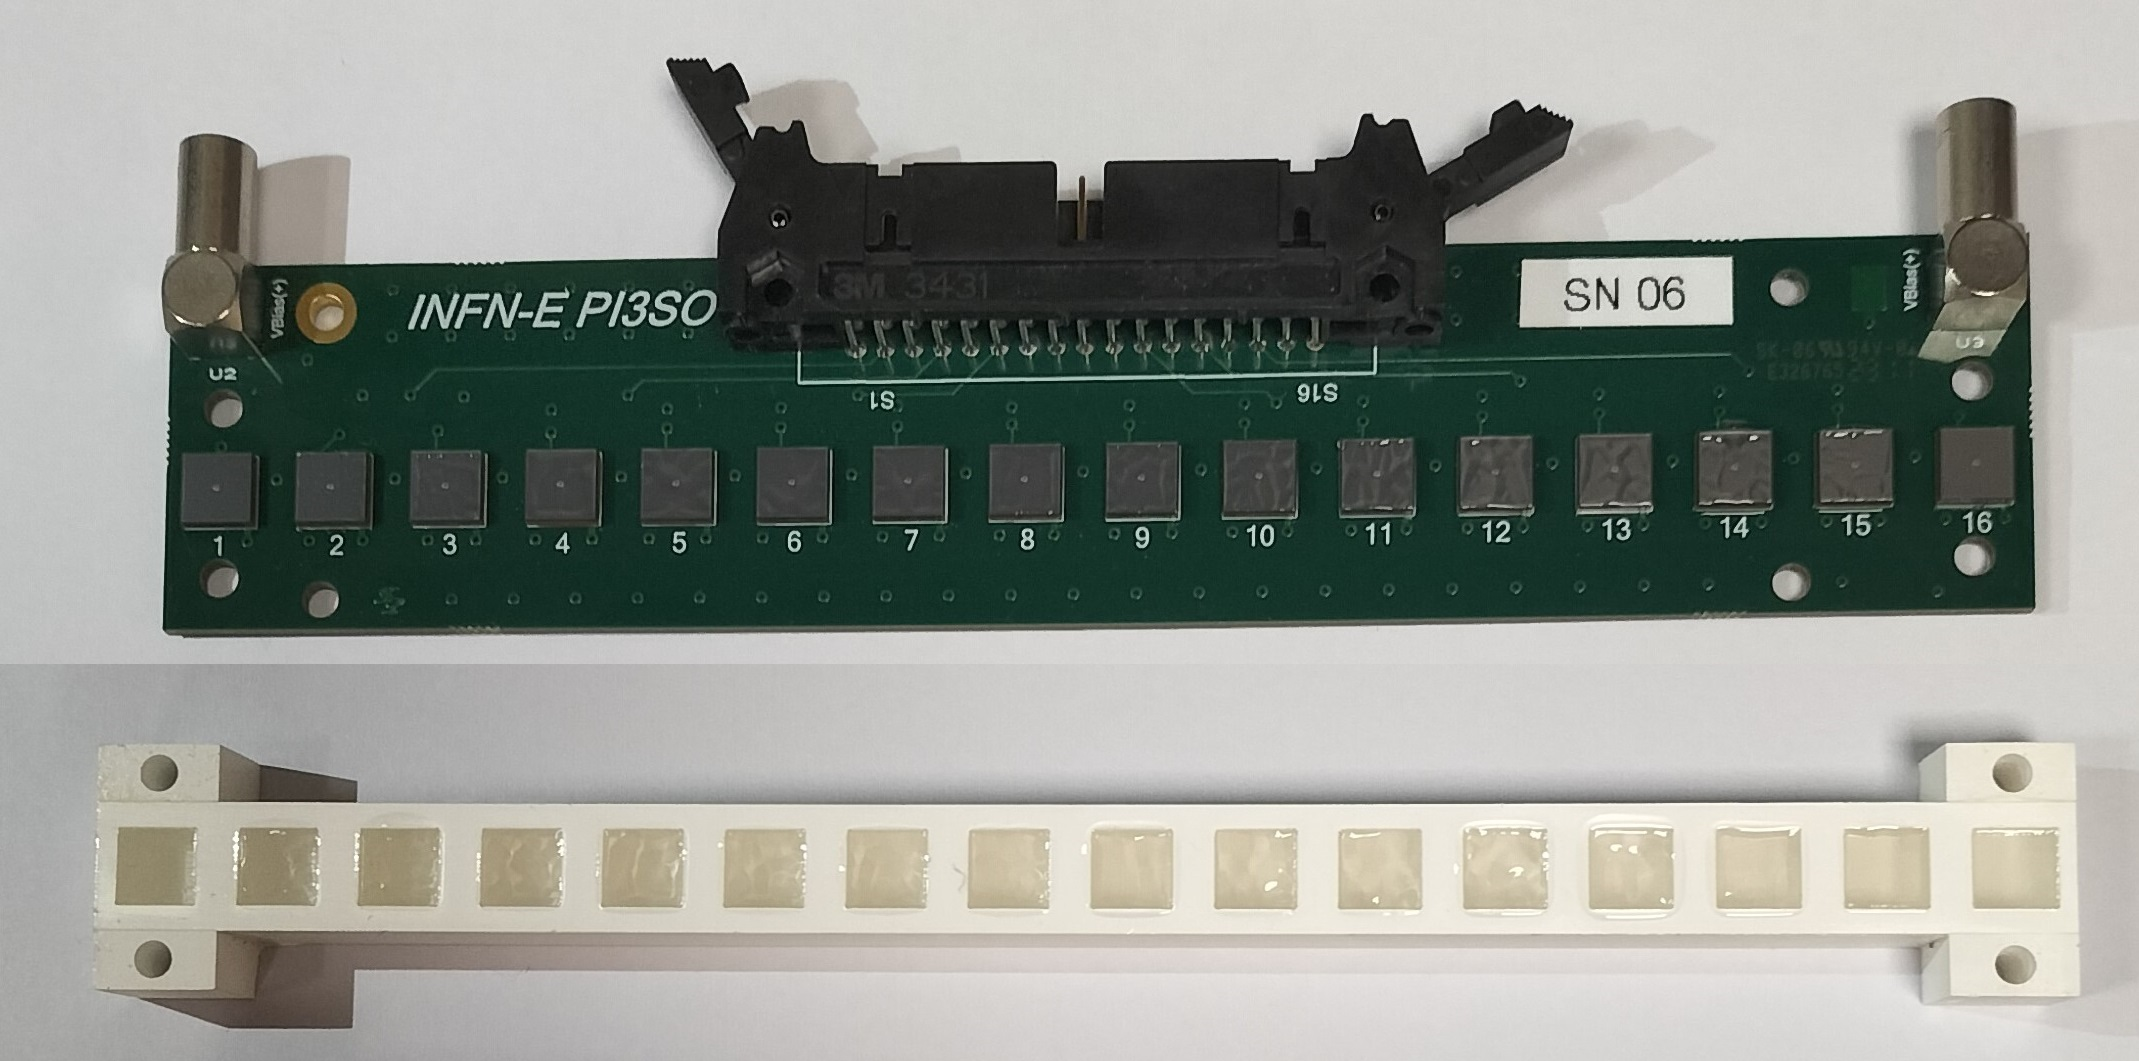 3M 3431
VBias(+)
INFN-E PI3SO
SN 06
VBias(+)
U2
U3
E326765
S1
S16
1 2 3 4 5 6 7 8 9 10 11 12 13 14 15 16